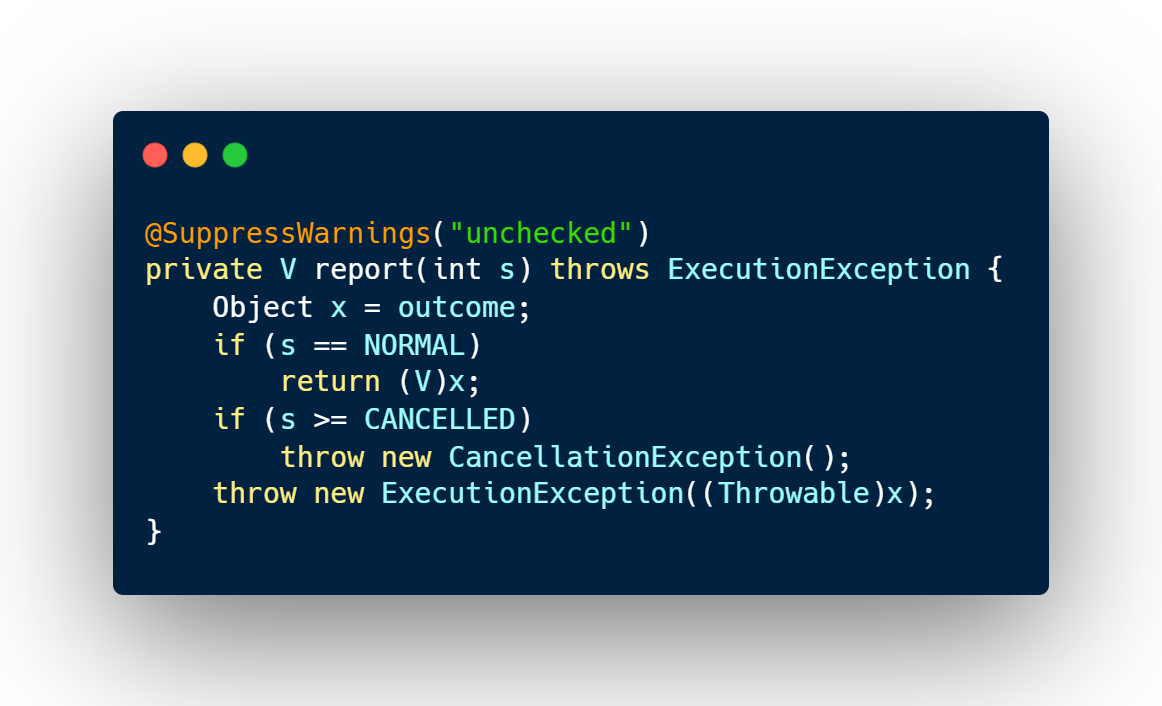 @SuppressWarnings("unchecked")
private V report(int s) throws ExecutionException {
    Object x = outcome;
    if (s == NORMAL)
        return (V)x;
    if (s >= CANCELLED)
        throw new CancellationException();
    throw new ExecutionException((Throwable)x);
}